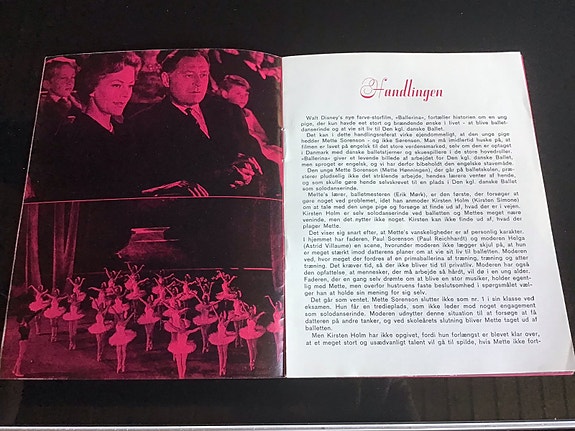 Handlingen
Walt Disney's nye farve-storfilm, »Ballerina«, fortæller historien om en ung
pige, der kun havde eet stort og brændende ønske i livet - at blive ballet-
danserinde og at vie sit liv til Den kgl. danske Ballet.
Det kan i dette handlingsreferat virke ejendommeligt, at den unge pige
hedder Mette Sorenson - og ikke Sørensen. Man må imidlertid huske på, at
filmen er lavet på engelsk til det store verdensmarked, selv om den er optaget
i Danmark med danske balletstjerner og skuespillere i de store hovedroller.
»Ballerina« giver et levende billede af arbejdet for Den kgl. danske Ballet,
men sproget er engelsk, og vi har derfor bibeholdt den engelske stavemåde.
Den unge Mette Sorenson (Mette Hønningen), der går på balletskolen, præ-
sterer pludselig ikke det strålende arbejde, hendes lærere venter af hende,
og som skulle gøre hende selvskrevet til en plads i Den kgl. danske Ballet
som solodanserinde.
Mette's lærer, balletmesteren (Erik Mørk), er den første, der forsøger at
gøre noget ved problemet, idet han anmoder Kirsten Holm (Kirsten Simone)
om at tale med den unge pige og forsøge at finde ud af, hvad der er i vejen.
Kirsten Holm er selv solodanserinde ved balletten og Mettes meget nære
veninde, men det nytter ikke noget. Kirsten kan ikke finde ud af, hvad der
plager Mette.
Det viser sig snart efter, at Mette's vanskeligheder er af personlig karakter.
I hjemmet har faderen, Paul Sorenson (Paul Reichhardt) og moderen Helga
(Astrid Villaume) en scene, hvorunder moderen ikke lægger skjul på, at hun
er meget stærkt imod datterens planer om at vie sit liv til balletten. Moderen
ved, hvor meget der fordres af en primaballerina af træning, træning og atter
træning. Det kræver tid, så der ikke bliver tid til privatliv. Moderen har også
den opfattelse, at mennesker, der må arbejde så hårdt, vil dø i en ung alder.
Faderen, der en gang selv drømte om at blive en stor musiker, holder egent-
lig med Mette, men overfor hustruens faste beslutsomhed i spørgsmålet væl-
ger han at holde sin mening for sig selv.
Det går som ventet. Mette Sorenson slutter ikke som nr. 1 i sin klasse ved
eksamen. Hun får en trediepléads, som ikke leder mod noget engagement
som solodanserinde. Moderen udnytter denne situation til at forsøge at få
datteren på andre tanker, og ved skoleårets slutning bliver Mette taget ud af
balletten.
Men Kirsten Holm har ikke opgivet, fordi hun forlængst er blevet klar over,
at et meget stort og usædvanligt talent vil gå til spilde, hvis Mette ikke fort-